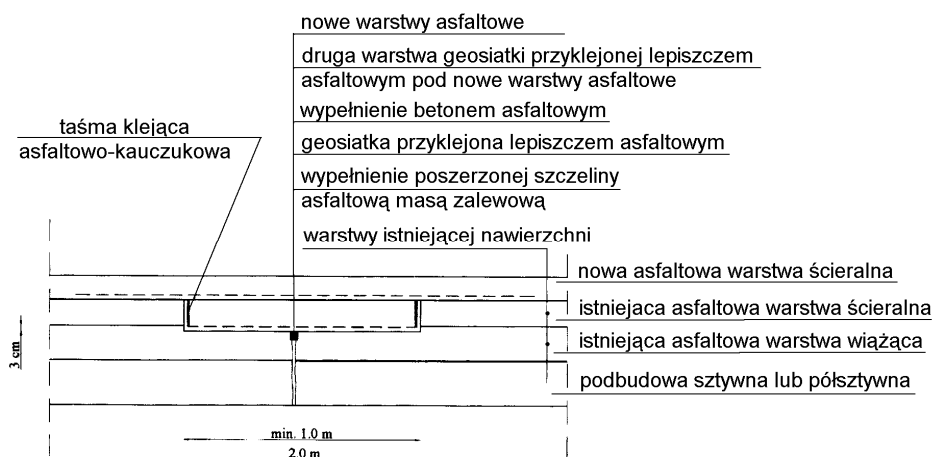 nowe warstwy asfaltowe
druga warstwa geosiatki przyklejonej lepiszczem
asfaltowym pod nowe warstwy asfaltowe
wypełnienie betonem asfaltowym
taśma klejąca
asfaltowo-kauczukowa
geosiatka przyklejona lepiszczem asfaltowym
wypełnienie poszerzonej szczeliny
asfaltową masą zalewową
warstwy istniejącej nawierzchni
nowa asfaltowa warstwa ścieralna
istniejaca asfaltowa warstwa ścieralna
istniejąca asfaltowa warstwa wiążąca
podbudowa sztywna lub półsztywna
3 cm
min. 1.0 m
2.0 m